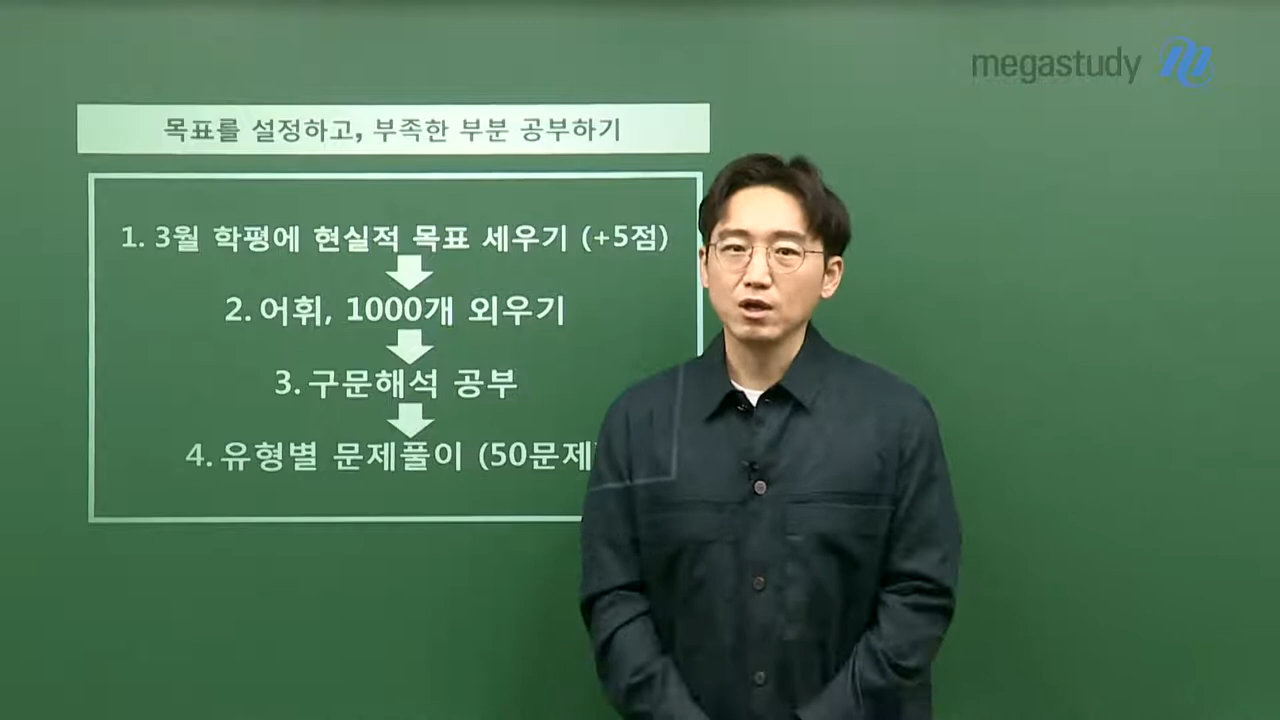 megastudy
목표를 설정하고, 부족한 부분 공부하기
1. 3월 학평에 현실적 목표 세우기 (+5점)
2. 어휘, 1000개 외우기
3. 구문해석 공부
4. 유형별 문제풀이 (50문제